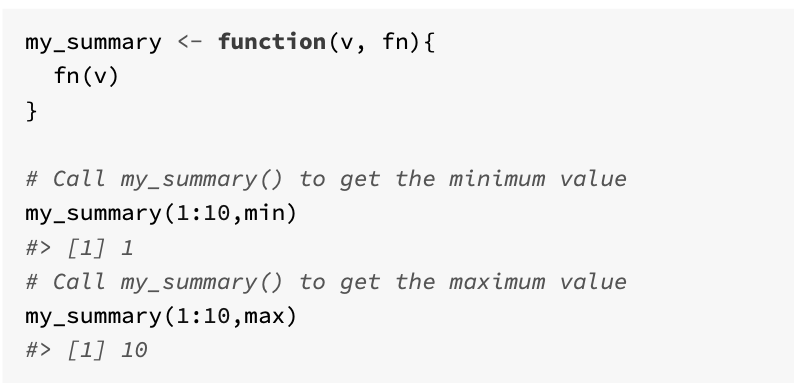 my_summary <- function(v, fn){
  fn(v)
}

# Call my_summary() to get the minimum value
my_summary(1:10,min)
#> [1] 1
# Call my_summary() to get the maximum value
my_summary(1:10,max)
#> [1] 10